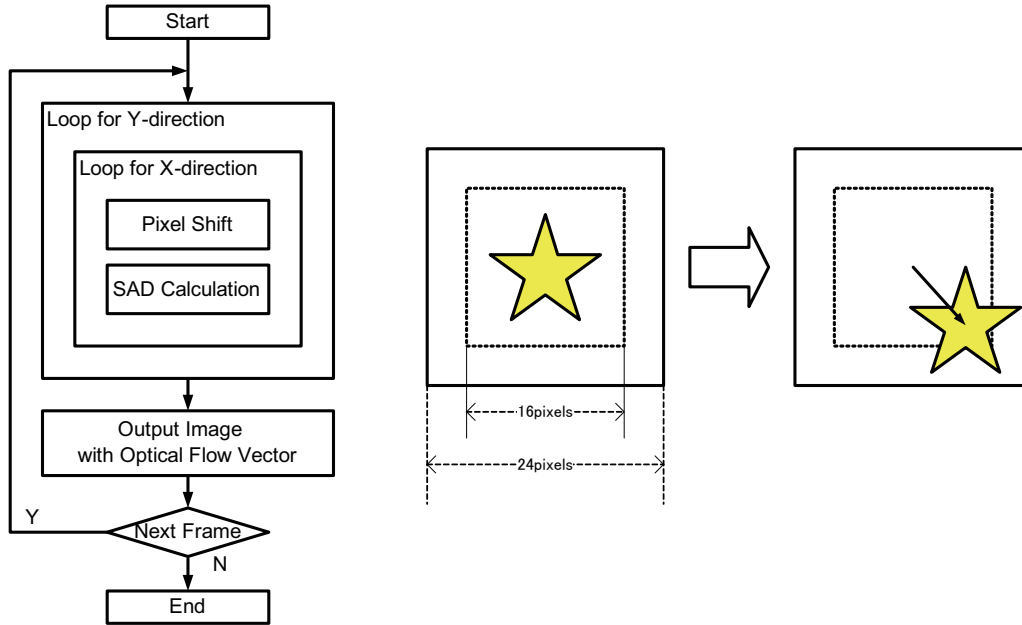 Start
Loop for Y-direction
Loop for X-direction
Pixel Shift
SAD Calculation
Output Image
with Optical Flow Vector
Y
Next Frame
N
End
16pixels
24pixels